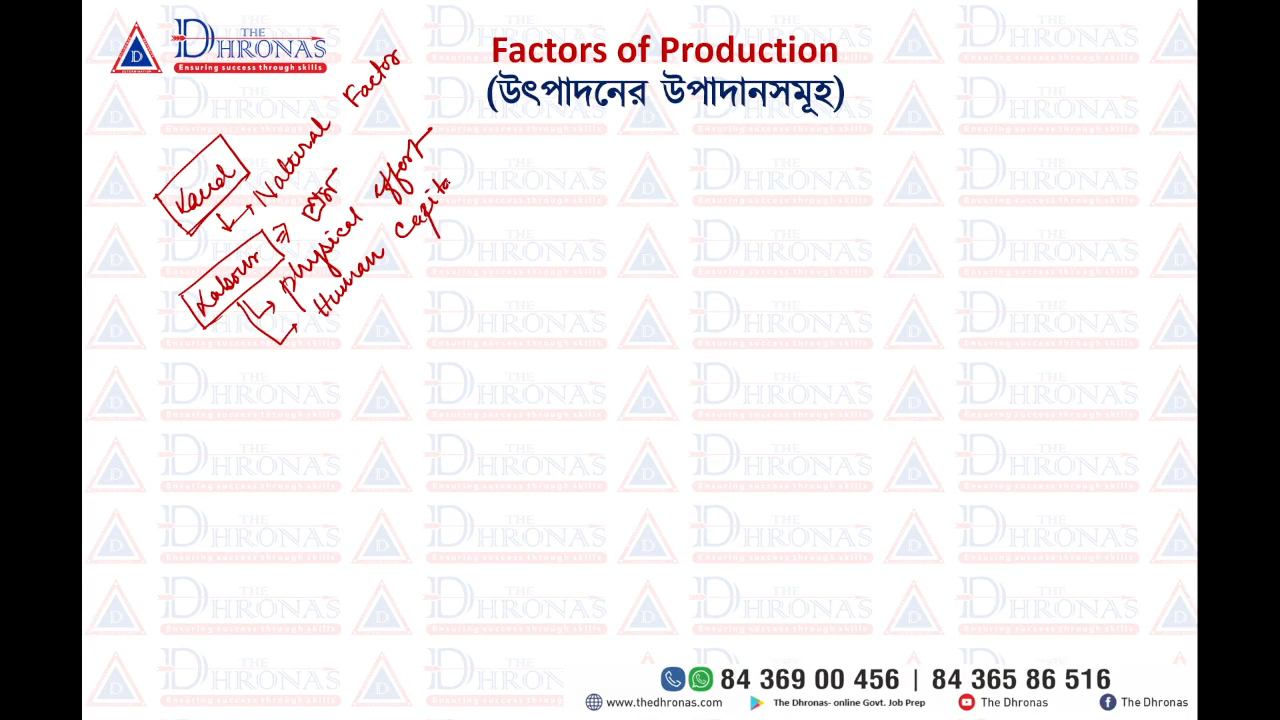 THE
DHRONAS
Ensuring success through skills
Factors of Production
(উৎপাদনের উপাদানসমূহ)
Land
Natural Factor
Labour ⇒ শ্রম
Physical effort
Human Capita
84 369 00 456 | 84 365 86 516
www.thedhronas.com The Dhronas- online Govt. Job Prep The Dhronas The Dhronas